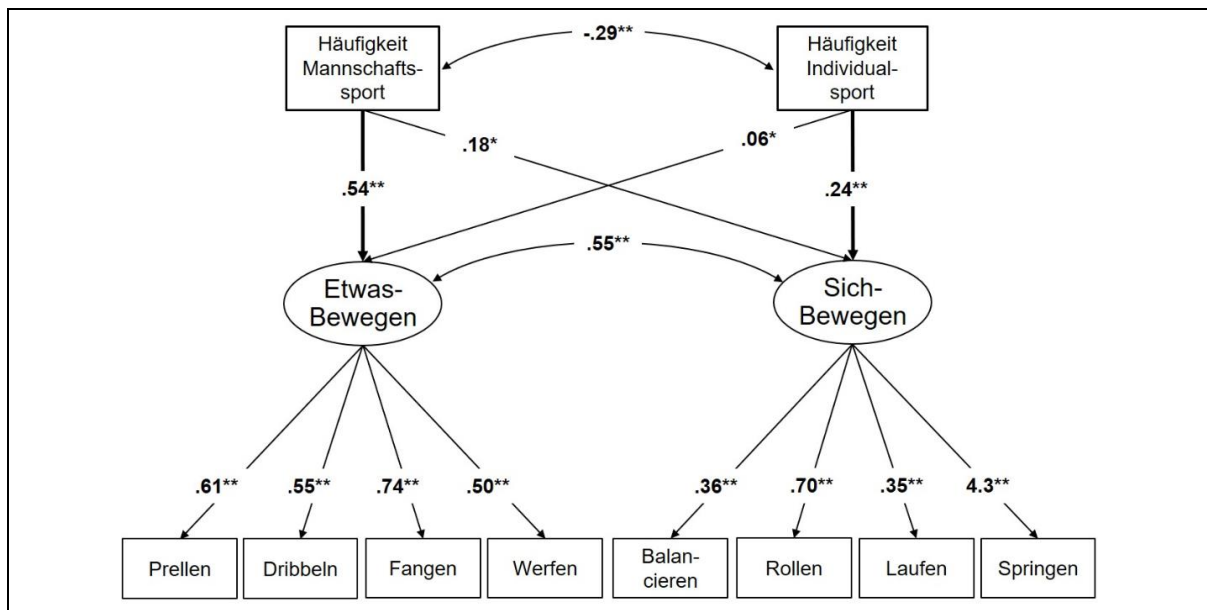 Häufigkeit
Mannschafts-
sport
-.29**
Häufigkeit
Individual-
sport
.54**
.18*
.06*
.24**
.55**
Etwas-
Bewegen
Sich-
Bewegen
.61**
.55**
.74**
.50**
.36**
.70**
.35**
4.3**
Prellen
Dribbeln
Fangen
Werfen
Balan-
cieren
Rollen
Laufen
Springen